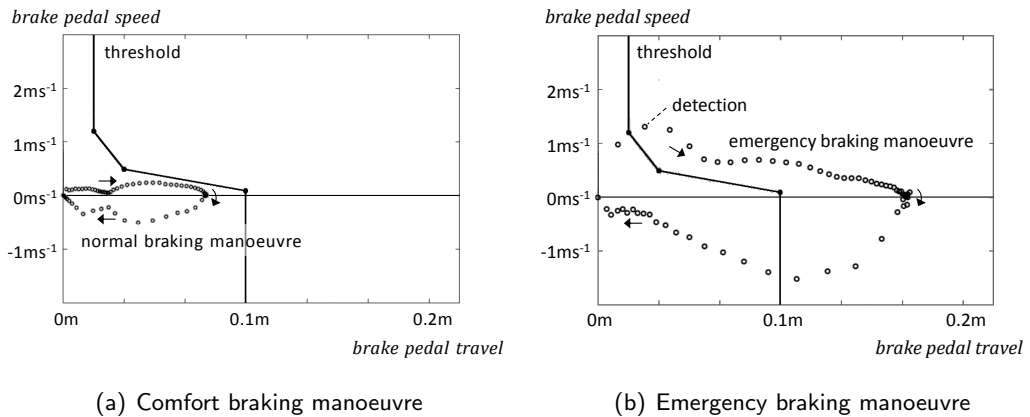 brake pedal speed
threshold
2ms-1
1ms-1
0ms-1
-1ms-1
normal braking manoeuvre
0m
0.1m
0.2m
brake pedal travel
(a) Comfort braking manoeuvre
brake pedal speed
threshold
2ms-1
detection
1ms-1
emergency braking manoeuvre
0ms-1
-1ms-1
0m
0.1m
0.2m
brake pedal travel
(b) Emergency braking manoeuvre